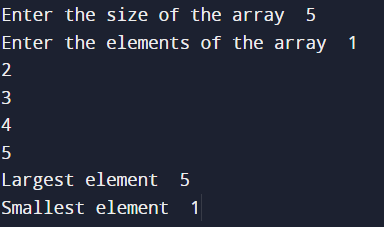 Enter the size of the array  5
Enter the elements of the array  1
2
3
4
5
Largest element  5
Smallest element  1